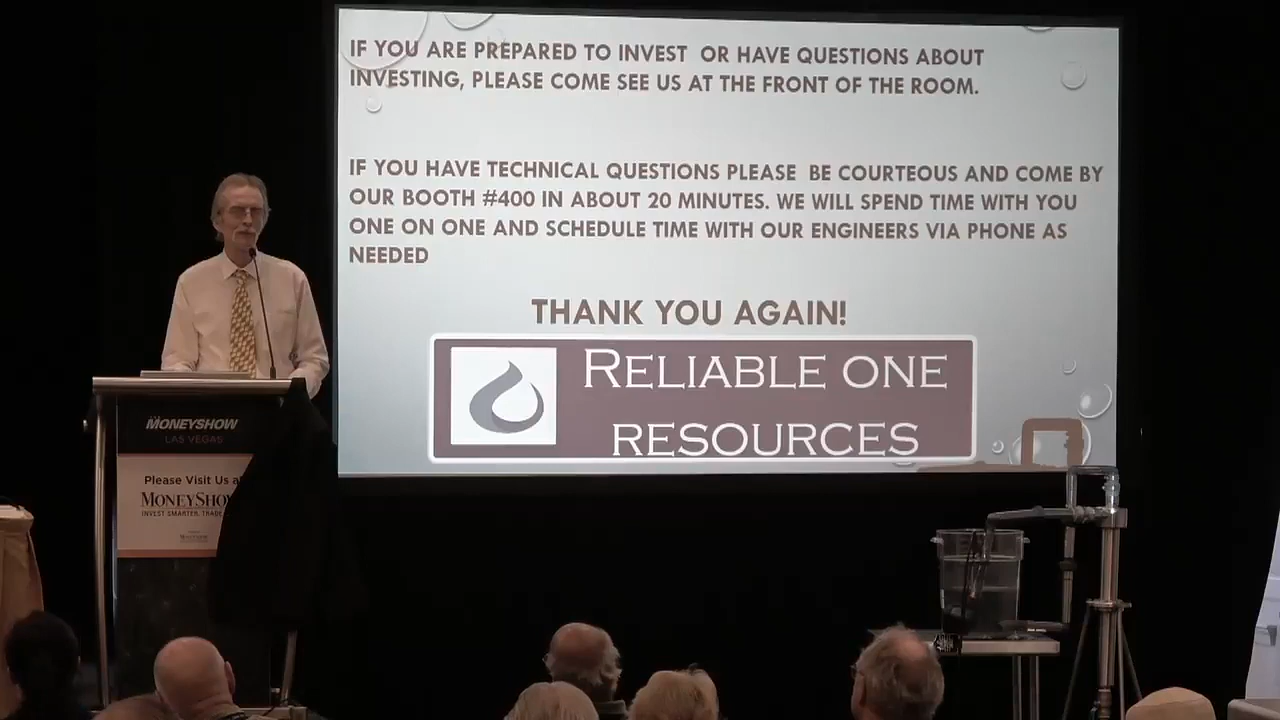 IF YOU ARE PREPARED TO INVEST OR HAVE QUESTIONS ABOUT
INVESTING, PLEASE COME SEE US AT THE FRONT OF THE ROOM.
IF YOU HAVE TECHNICAL QUESTIONS PLEASE BE COURTEOUS AND COME BY
OUR BOOTH #400 IN ABOUT 20 MINUTES. WE WILL SPEND TIME WITH YOU
ONE ON ONE AND SCHEDULE TIME WITH OUR ENGINEERS VIA PHONE AS
NEEDED
THANK YOU AGAIN!
RELIABLE ONE
RESOURCES
MONEYSHOW
LAS VEGAS
Please Visit Us a
MONEYSHO
INVEST SMARTER. TRADE